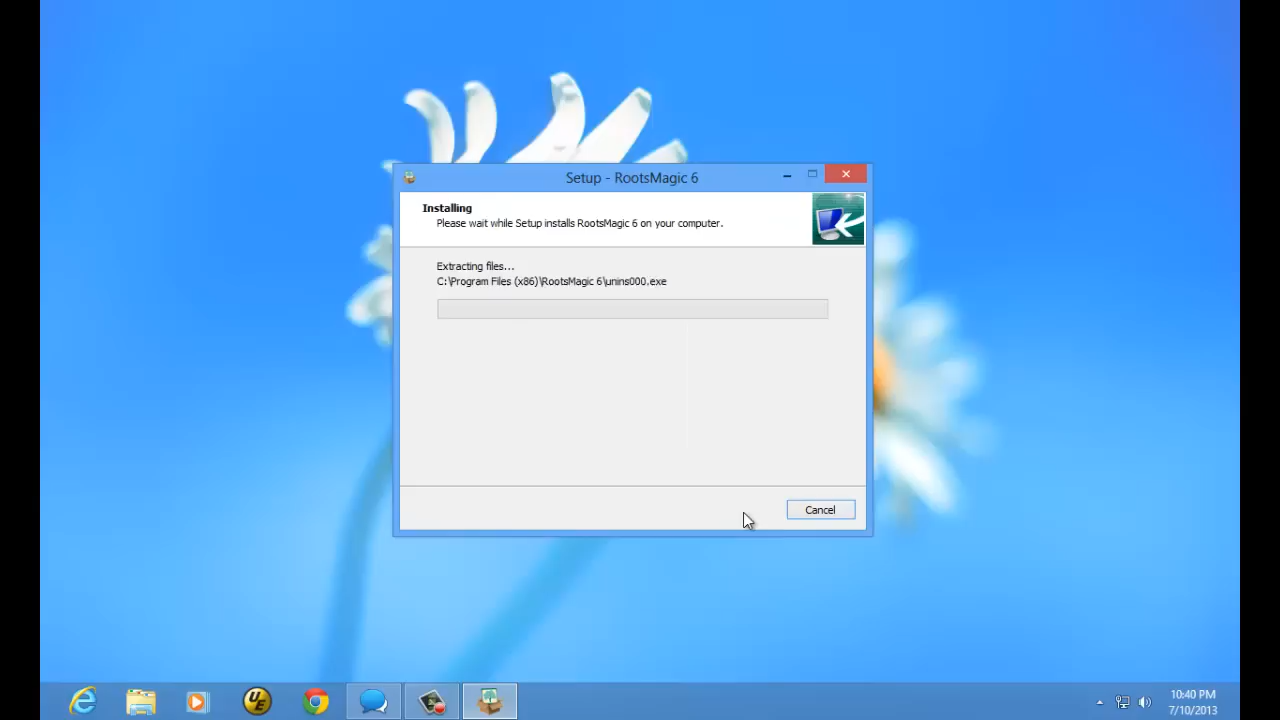 Setup - RootsMagic 6
Installing
Please wait while Setup installs RootsMagic 6 on your computer.
Extracting files...
C:\Program Files (x86)\RootsMagic 6\unins000.exe
Cancel
UE
10:40 PM
7/10/2013